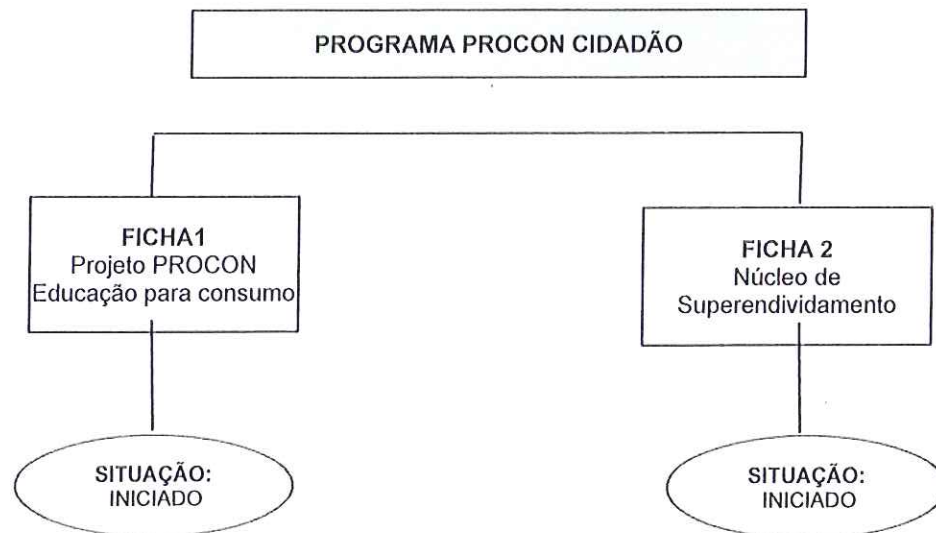 PROGRAMA PROCON CIDADÃO
FICHA1
Projeto PROCON
Educação para consumo
FICHA 2
Núcleo de
Superendividamento
SITUAÇÃO:
INICIADO
SITUAÇÃO:
INICIADO